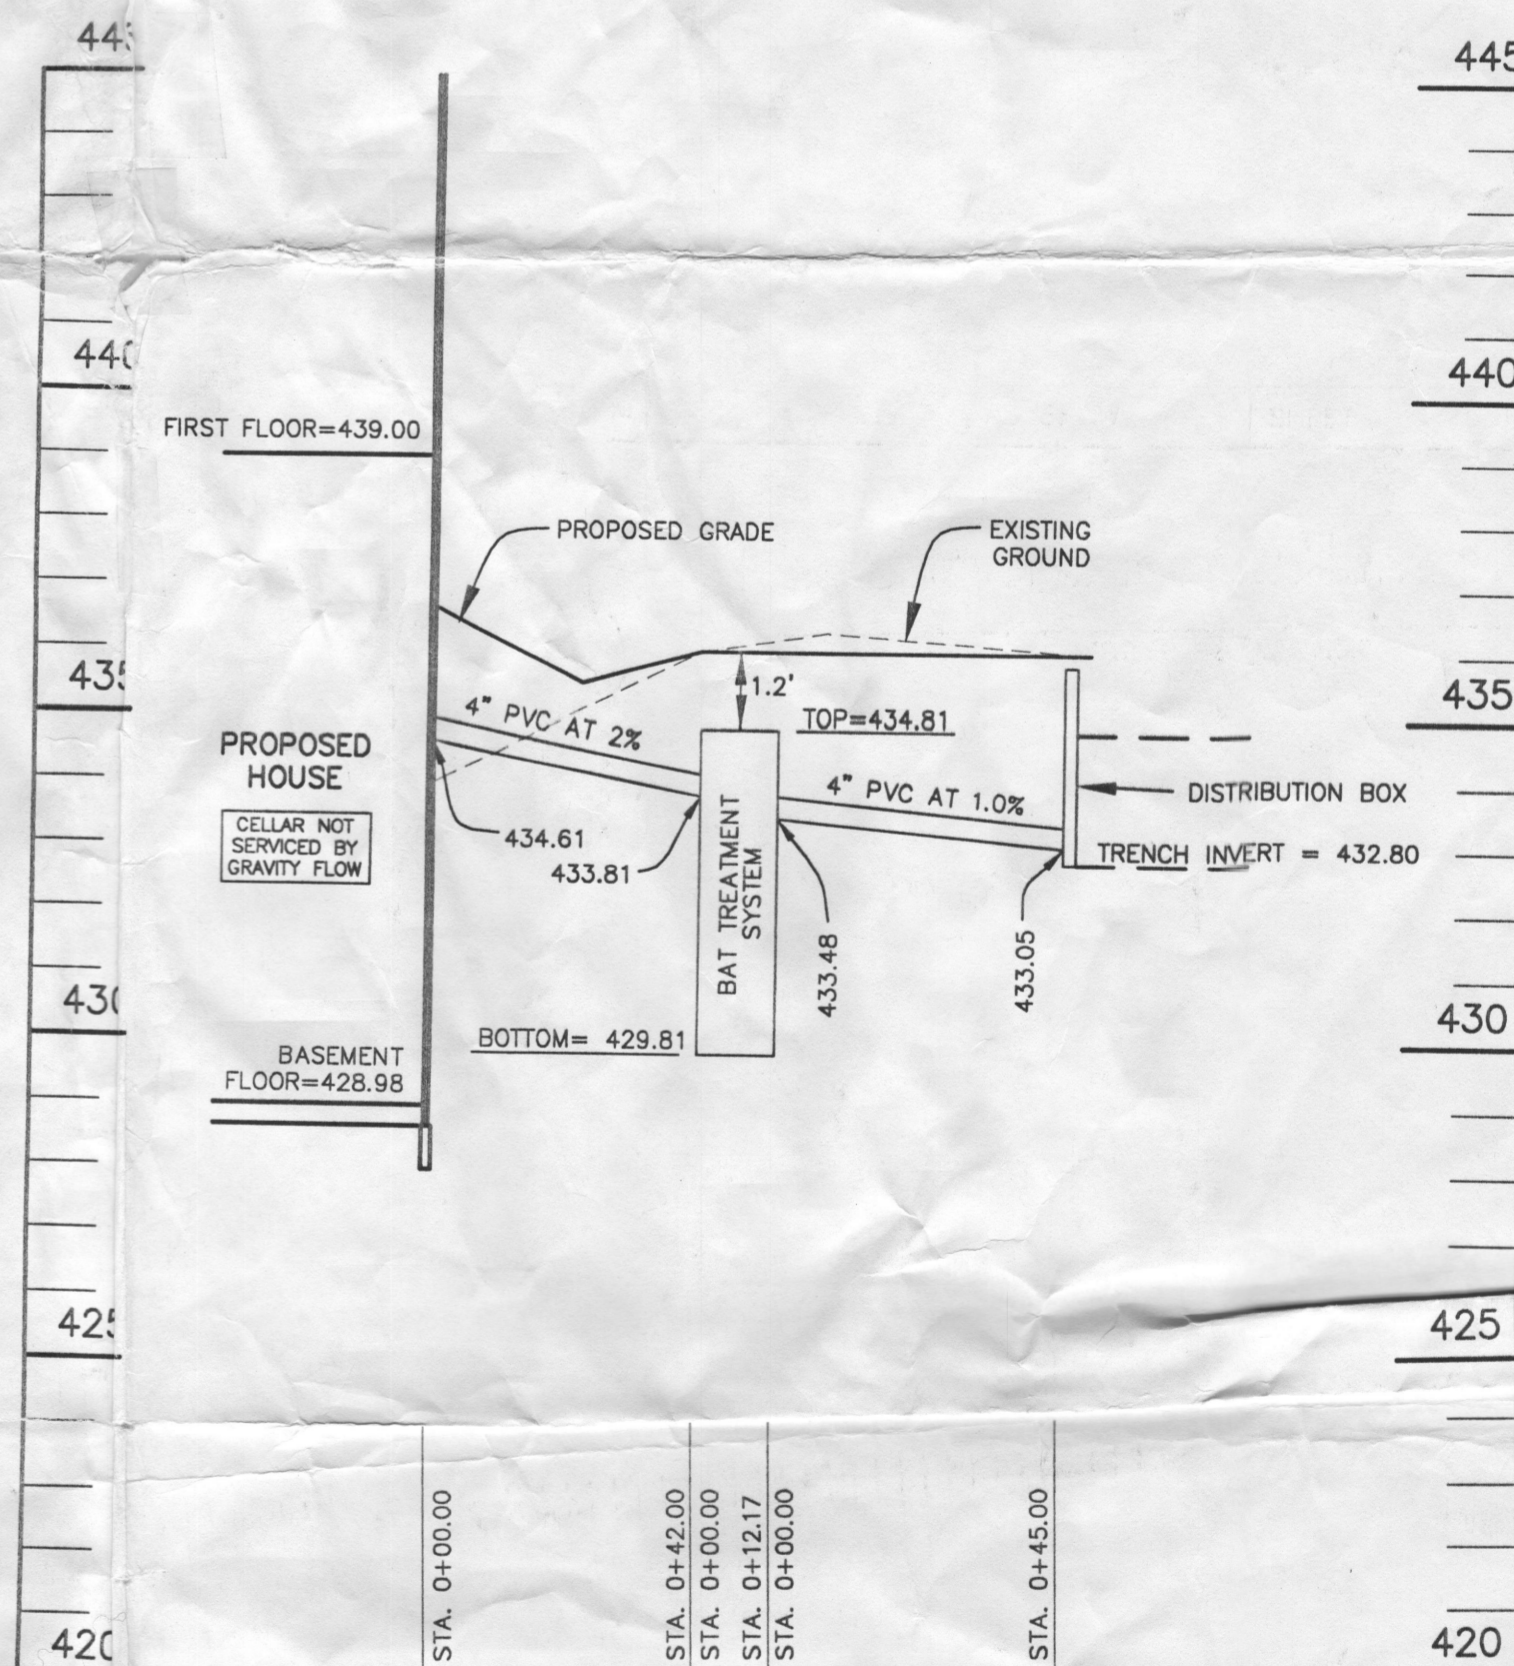 445
440
FIRST FLOOR=439.00
PROPOSED GRADE
EXISTING
GROUND
435
1.2'
4" PVC AT 2%
TOP=434.81
PROPOSED
HOUSE
4" PVC AT 1.0%
DISTRIBUTION BOX
CELLAR NOT
SERVICED BY
GRAVITY FLOW
434.61
433.81
TRENCH INVERT = 432.80
BAT TREATMENT
SYSTEM
433.48
433.05
430
BOTTOM= 429.81
BASEMENT
FLOOR=428.98
425
STA. 0+00.00
STA. 0+42.00
STA. 0+00.00
STA. 0+12.17
STA. 0+00.00
STA. 0+45.00
420
445
440
435
430
425
420